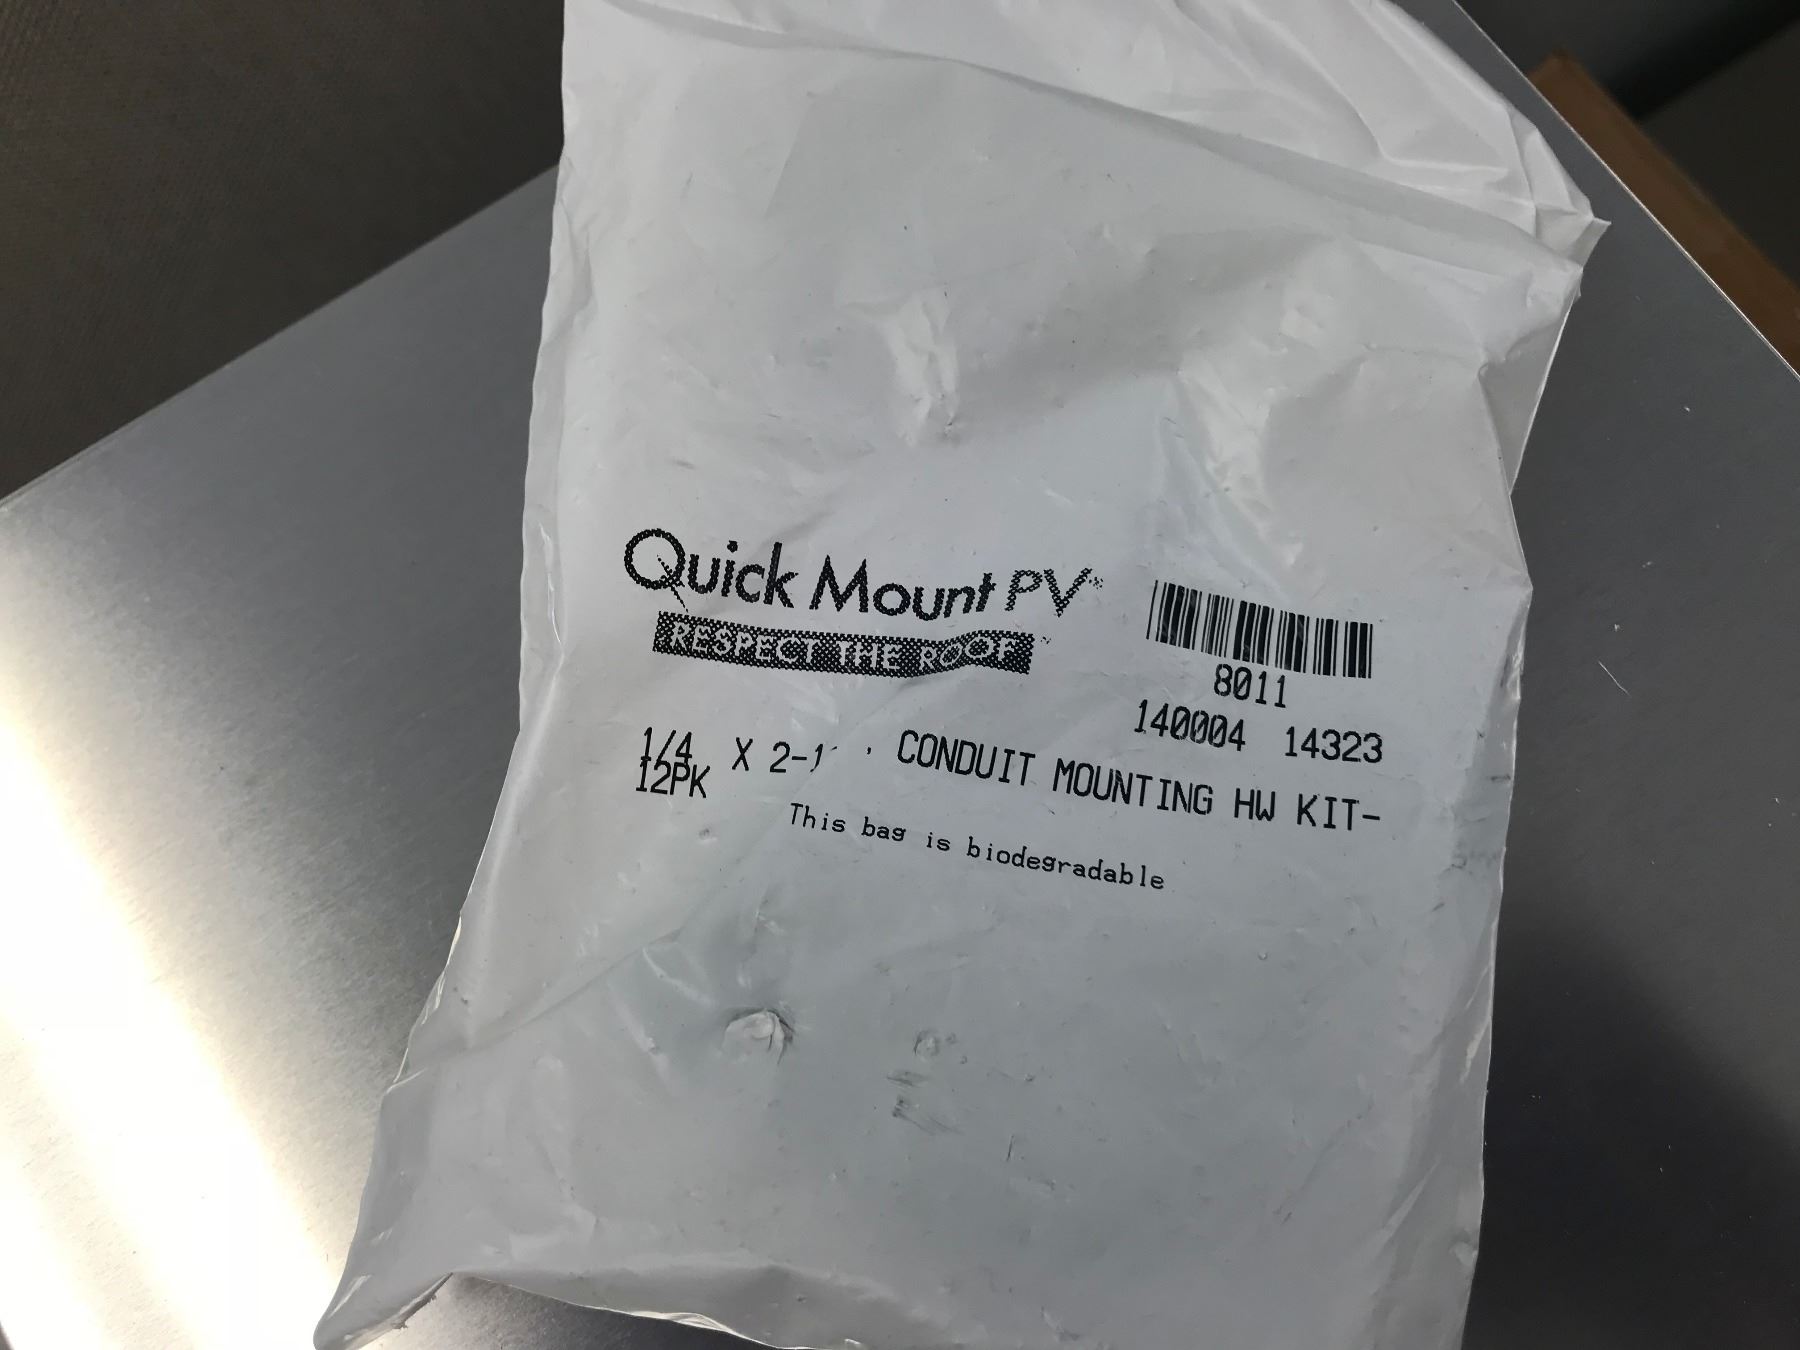 Quick Mount PV®
RESPECT THE ROOF
8011
140004 14323
1/4 X 2-1 CONDUIT MOUNTING HW KIT-
12PK
This bag is biodegradable